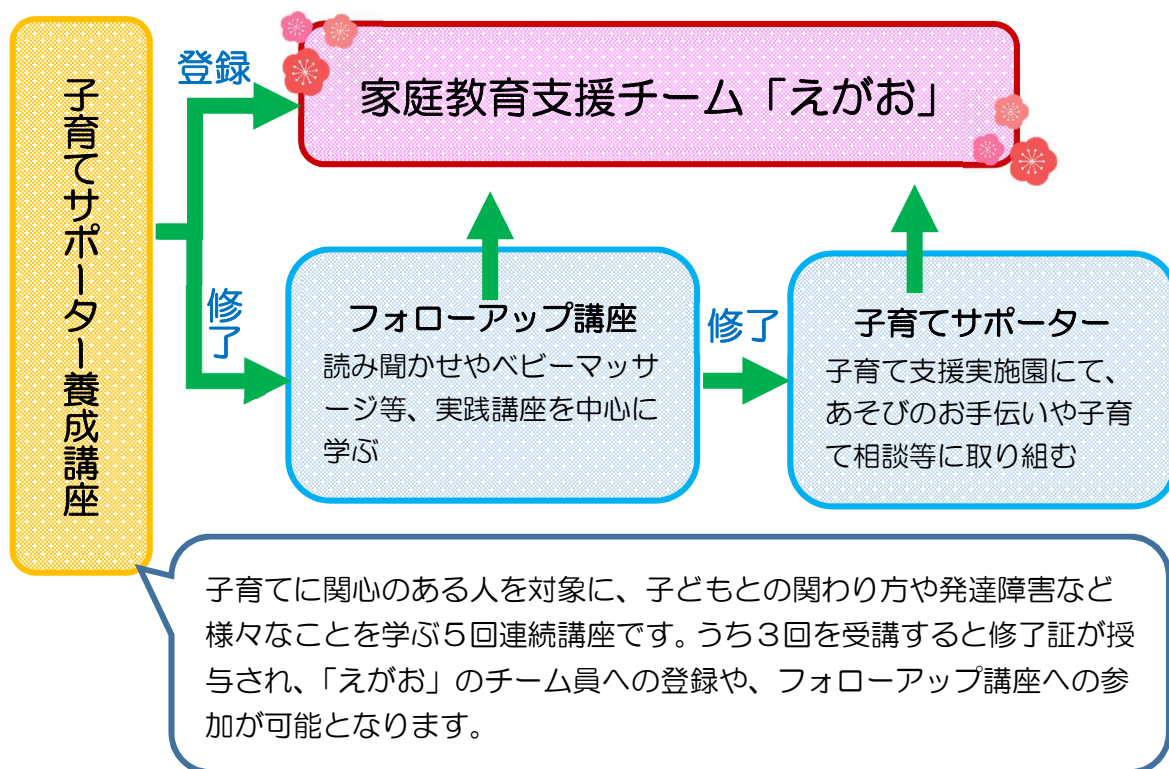 子育てサポーター養成講座
登録
家庭教育支援チーム「えがお」
修了
フォローアップ講座
読み聞かせやベビーマッサ
ージ等、実践講座を中心に
学ぶ
修了
子育てサポーター
子育て支援実施園にて、
あそびのお手伝いや子育
て相談等に取り組む
子育てに関心のある人を対象に、子どもとの関わり方や発達障害など
様々なことを学ぶ５回連続講座です。うち３回を受講すると修了証が授
与され、「えがお」のチーム員への登録や、フォローアップ講座への参
加が可能となります。